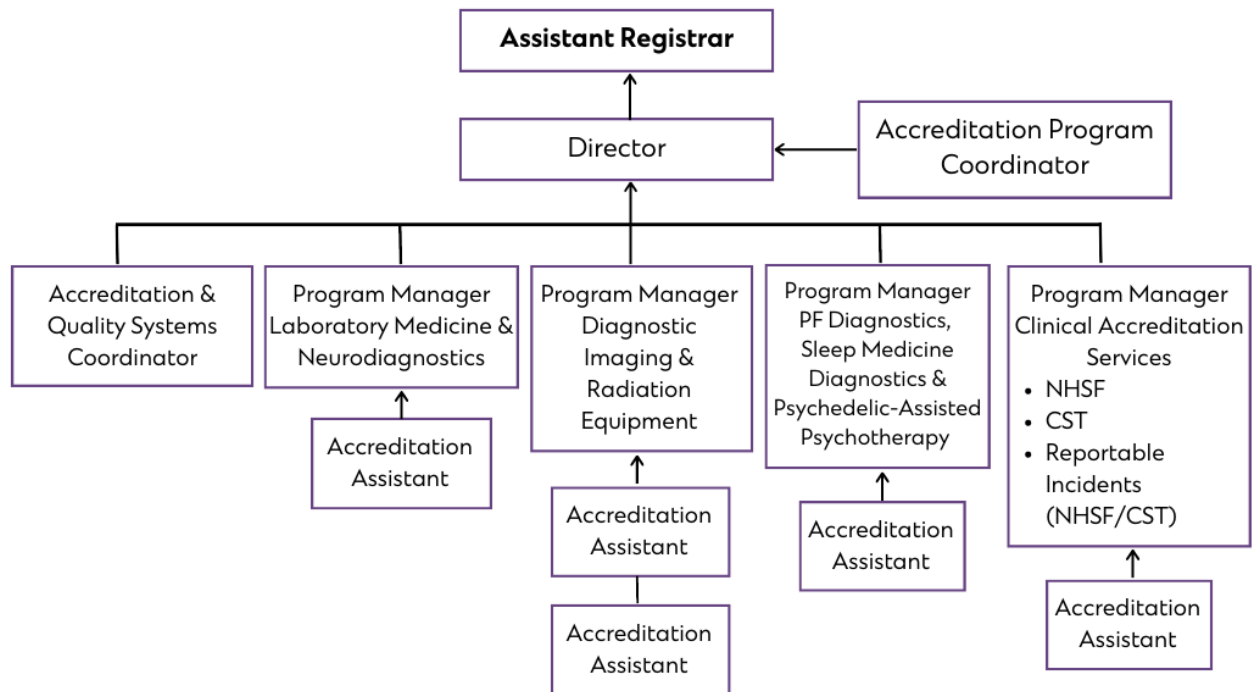 Assistant Registrar
Director
Accreditation Program
Coordinator
Accreditation &
Quality Systems
Coordinator
Program Manager
Laboratory Medicine &
Neurodiagnostics
Accreditation
Assistant
Program Manager
Diagnostic
Imaging &
Radiation
Equipment
Accreditation
Assistant
Accreditation
Assistant
Program Manager
PF Diagnostics,
Sleep Medicine
Diagnostics &
Psychedelic-Assisted
Psychotherapy
Accreditation
Assistant
Program Manager
Clinical Accreditation
Services
• NHSF
• CST
• Reportable
Incidents
(NHSF/CST)
Accreditation
Assistant